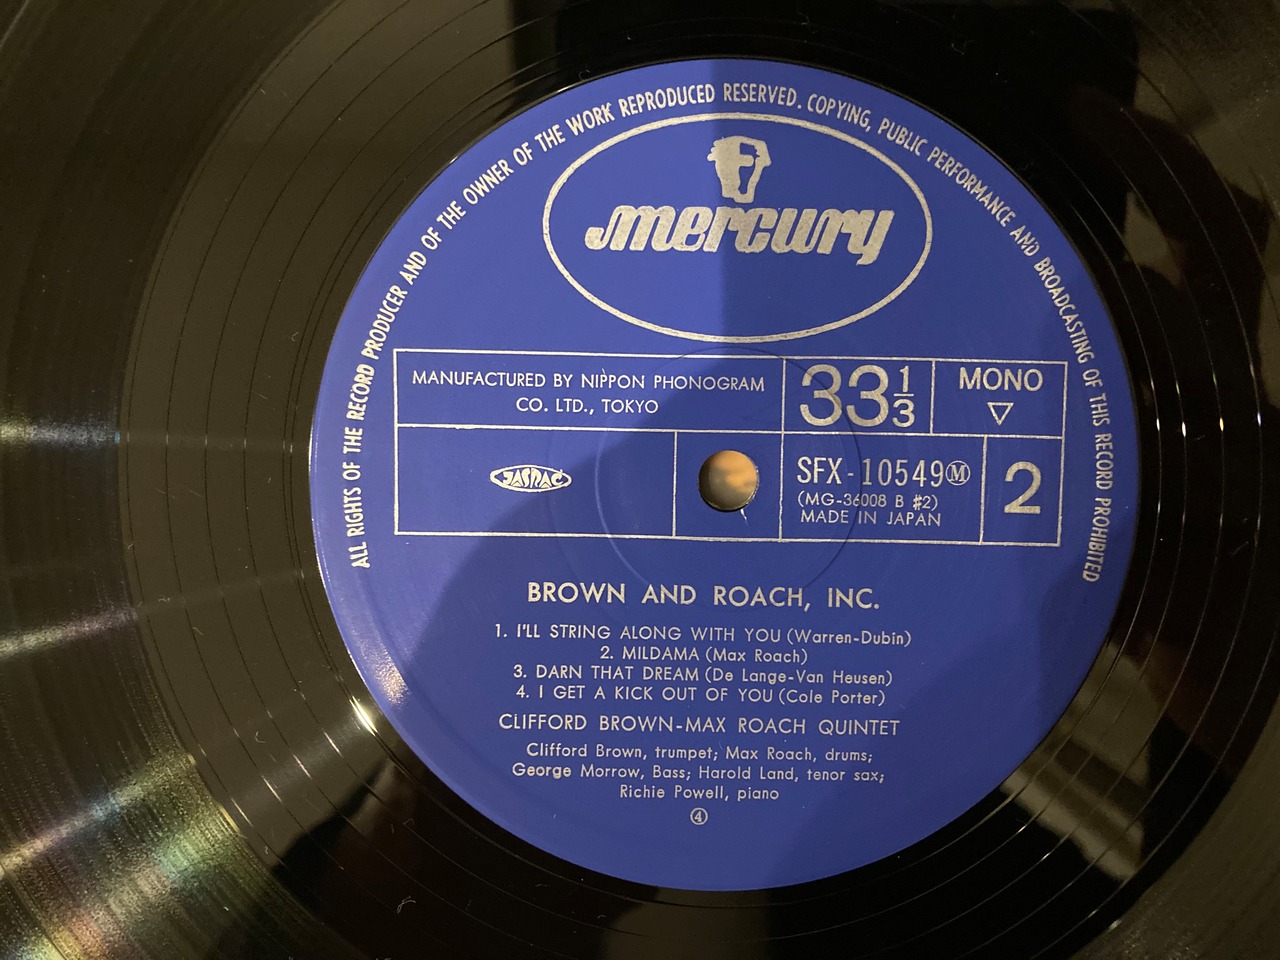 ALL RIGHTS OF THE RECORD PRODUCER AND OF THE OWNER OF THE WORK REPRODUCED RESERVED. COPYING, PUBLIC PERFORMANCE AND BROADCASTING OF THIS RECORD PROHIBITED
mercury
MANUFACTURED BY NIPPON PHONOGRAM
CO. LTD., TOKYO
33 1/3
MONO
▽
JASRAC
SFX-10549Ⓜ
(MG-36008 B #2)
MADE IN JAPAN
2
BROWN AND ROACH, INC.
1. I'LL STRING ALONG WITH YOU (Warren-Dubin)
2. MILDAMA (Max Roach)
3. DARN THAT DREAM (De Lange-Van Heusen)
4. I GET A KICK OUT OF YOU (Cole Porter)
CLIFFORD BROWN-MAX ROACH QUINTET
Clifford Brown, trumpet; Max Roach, drums;
George Morrow, Bass; Harold Land, tenor sax;
Richie Powell, piano
④